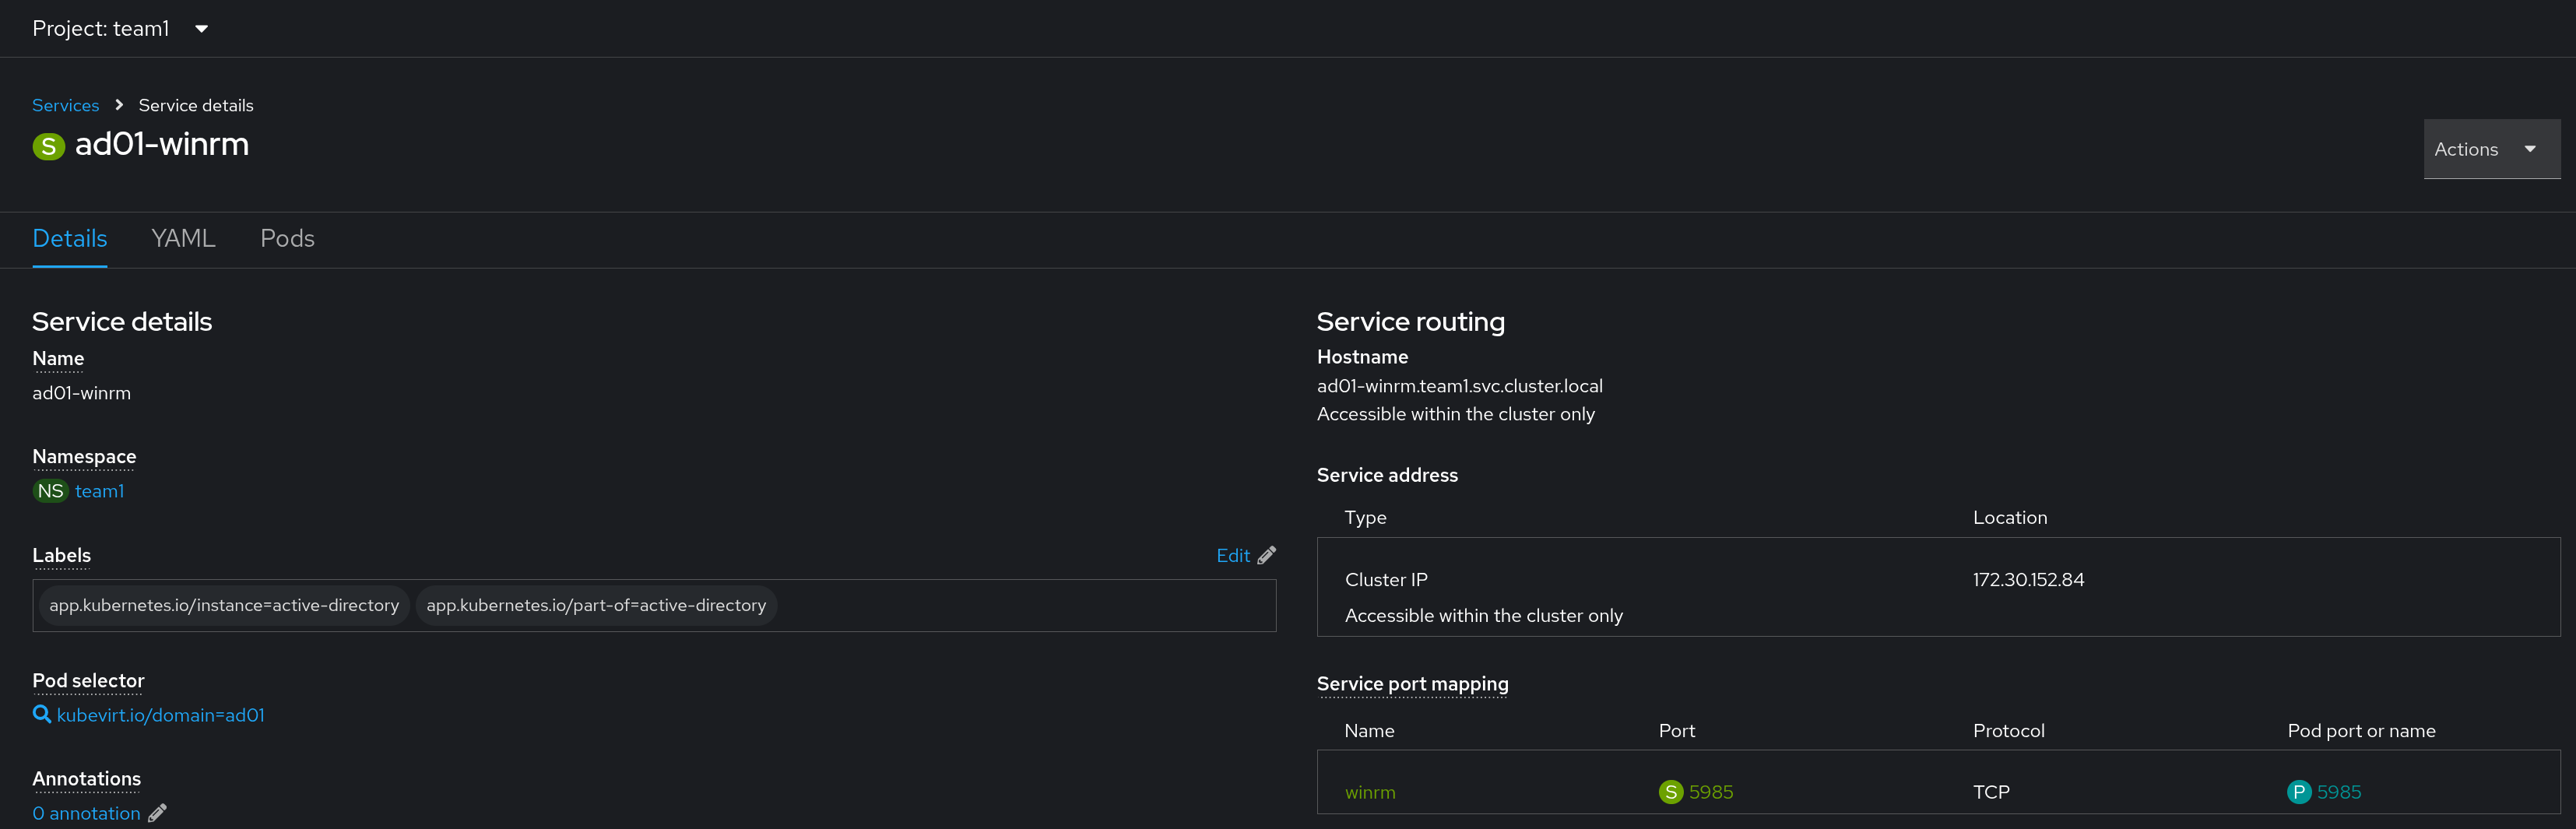 Project: team1
Services
Service details
S ad01-winrm
Actions
Details YAML Pods
Service details
Name
ad01-winrm
Namespace
NS team1
Labels
Edit
app.kubernetes.io/instance=active-directory app.kubernetes.io/part-of=active-directory
Pod selector
kubevirt.io/domain=ad01
Annotations
0 annotation
Service routing
Hostname
ad01-winrm.team1.svc.cluster.local
Accessible within the cluster only
Service address
Type Location
Cluster IP 172.30.152.84
Accessible within the cluster only
Service port mapping
Name Port Protocol Pod port or name
winrm S 5985 TCP P 5985